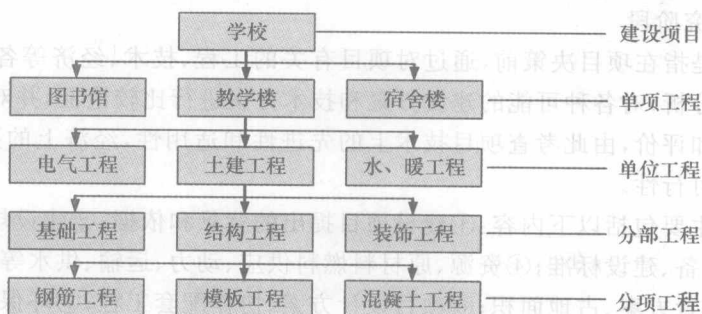 学校 建设项目
图书馆 教学楼 宿舍楼 单项工程
电气工程 土建工程 水、暖工程 单位工程
基础工程 结构工程 装饰工程 分部工程
钢筋工程 模板工程 混凝土工程 分项工程